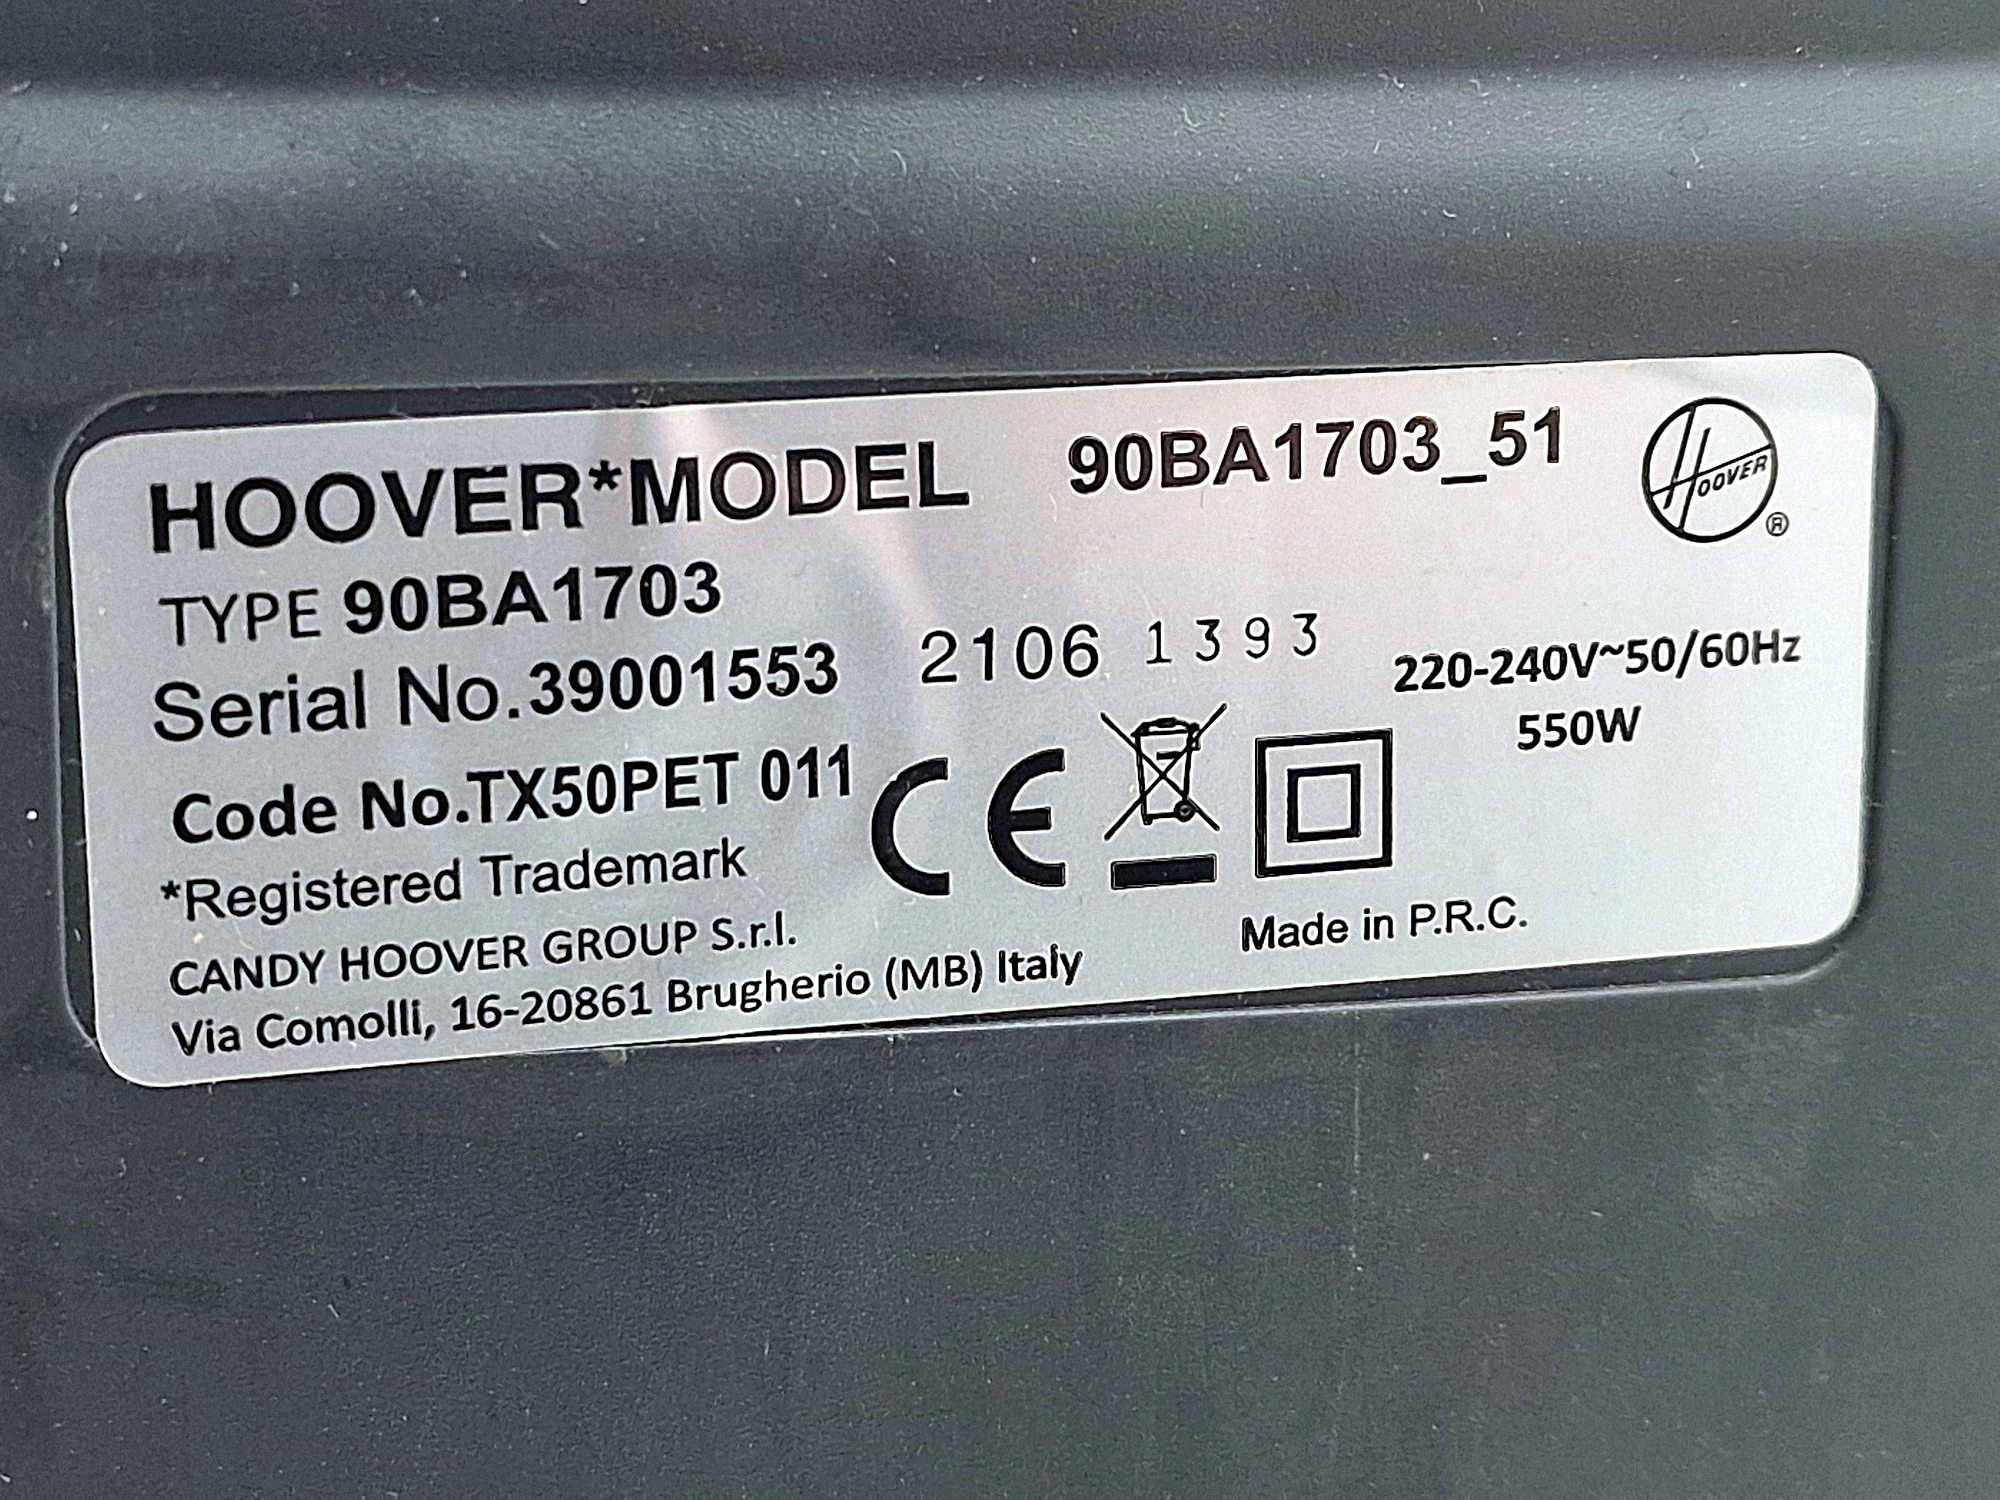 HOOVER*MODEL 90BA1703_51
HOOVER ®
TYPE 90BA1703
Serial No.39001553 2106 1393
220-240V~50/60Hz
550W
Code No.TX50PET 011
CE
*Registered Trademark
Made in P.R.C.
CANDY HOOVER GROUP S.r.l.
Via Comolli, 16-20861 Brugherio (MB) Italy